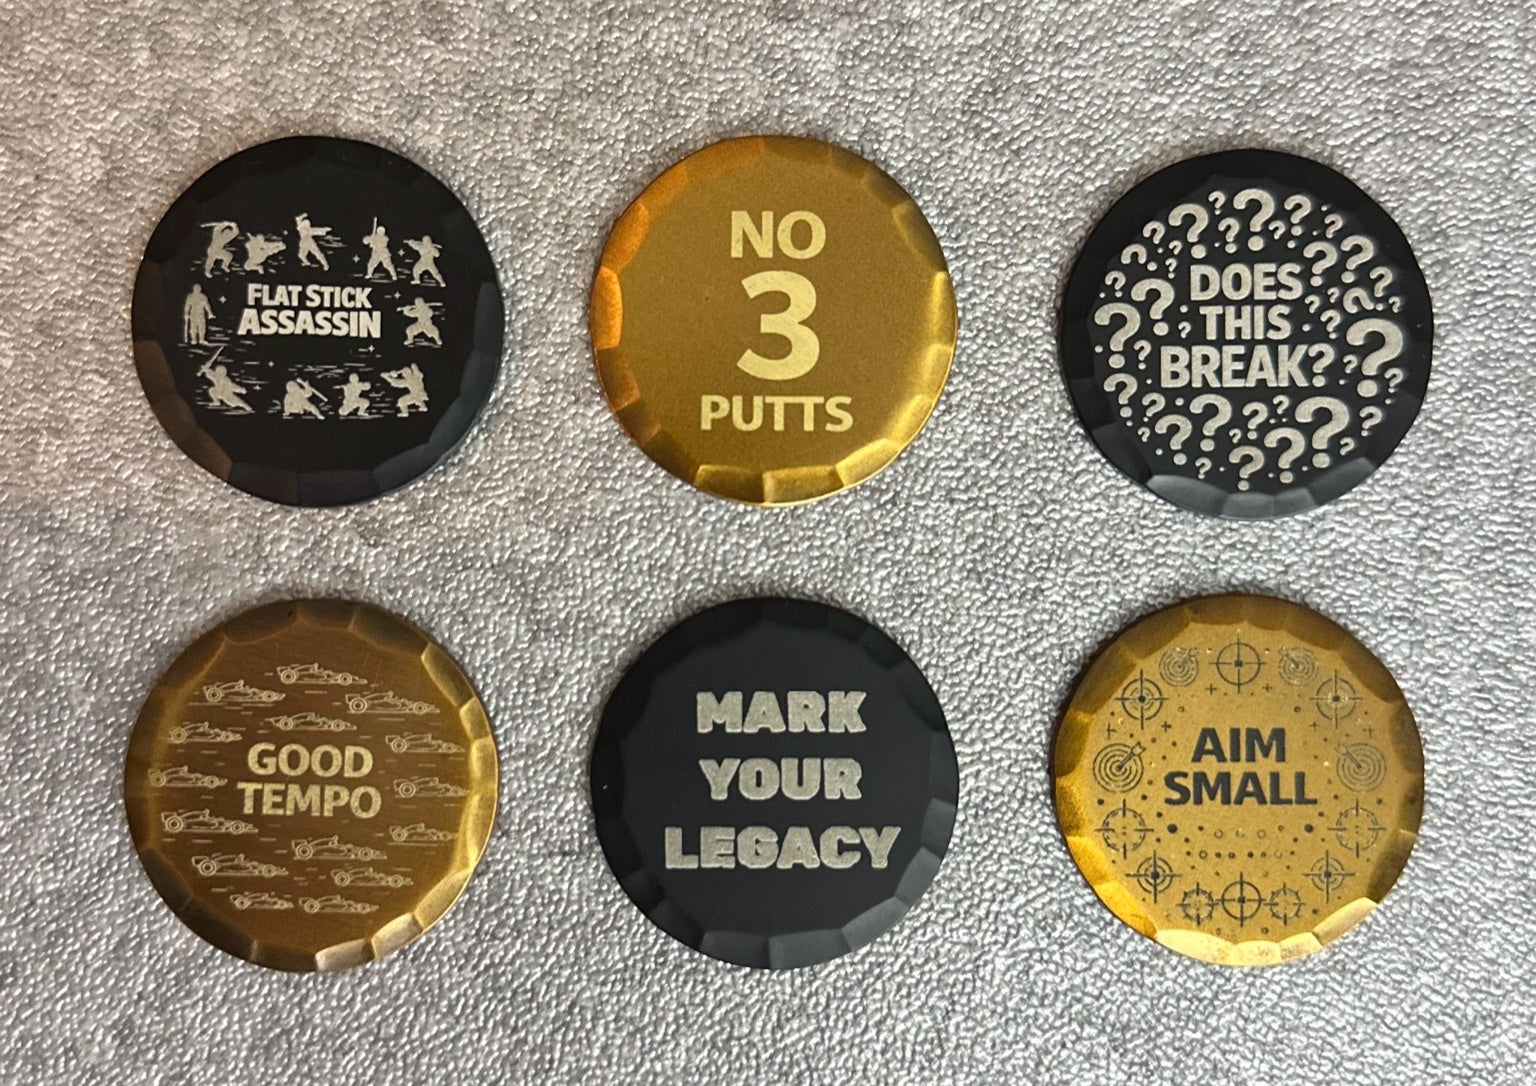 FLAT STICK
ASSASSIN
NO
3
PUTTS
DOES
THIS
BREAK?
GOOD
TEMPO
MARK
YOUR
LEGACY
AIM
SMALL